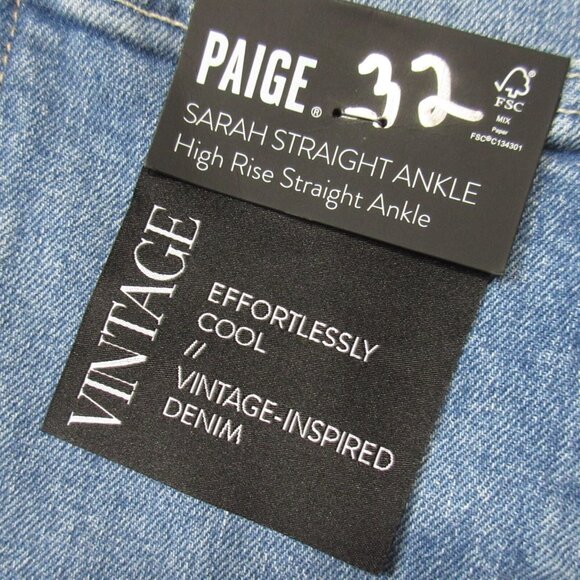 PAIGE® 32
FSC
MIX
Paper
FSC®C134301
SARAH STRAIGHT ANKLE
High Rise Straight Ankle
VINTAGE
EFFORTLESSLY
COOL
//
VINTAGE-INSPIRED
DENIM